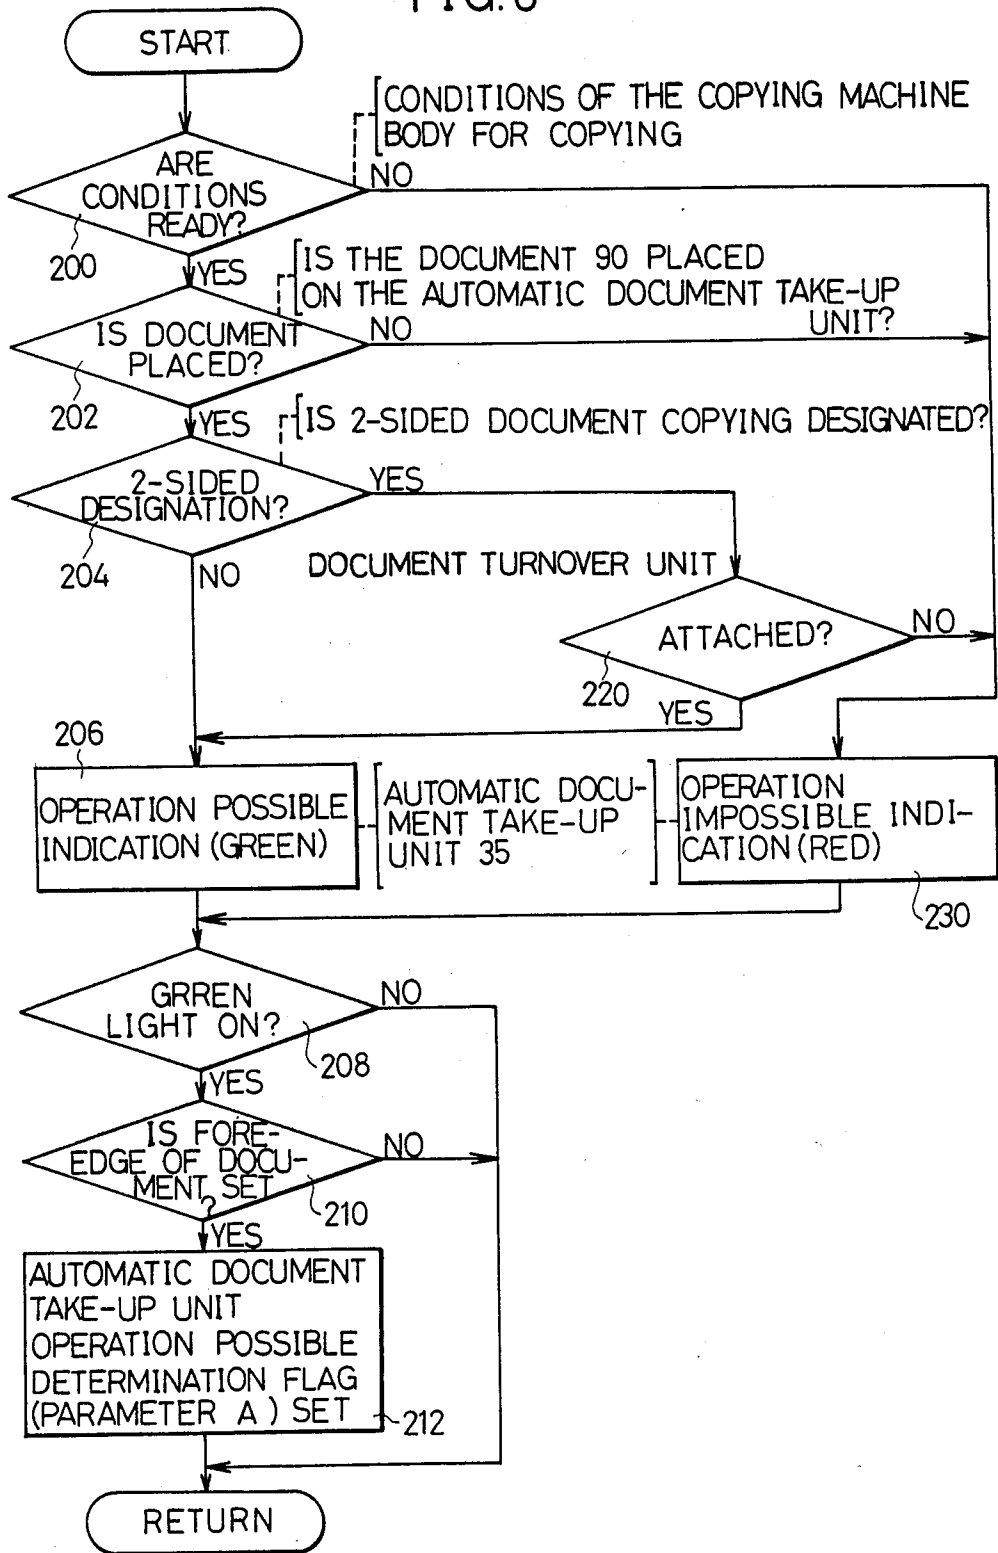 START
CONDITIONS OF THE COPYING MACHINE
BODY FOR COPYING
ARE
CONDITIONS
READY?
NO
200
YES
IS THE DOCUMENT 90 PLACED
ON THE AUTOMATIC DOCUMENT TAKE-UP
UNIT?
IS DOCUMENT
PLACED?
NO
202
YES
IS 2-SIDED DOCUMENT COPYING DESIGNATED?
2-SIDED
DESIGNATION?
YES
204
NO
DOCUMENT TURNOVER UNIT
ATTACHED?
NO
220
YES
206
OPERATION POSSIBLE
INDICATION (GREEN)
AUTOMATIC DOCU-
MENT TAKE-UP
UNIT 35
OPERATION
IMPOSSIBLE INDI-
CATION (RED)
230
GRREN
LIGHT ON?
NO
208
YES
IS FORE-
EDGE OF DOCU-
MENT SET
?
NO
210
YES
AUTOMATIC DOCUMENT
TAKE-UP UNIT
OPERATION POSSIBLE
DETERMINATION FLAG
(PARAMETER A ) SET
212
RETURN